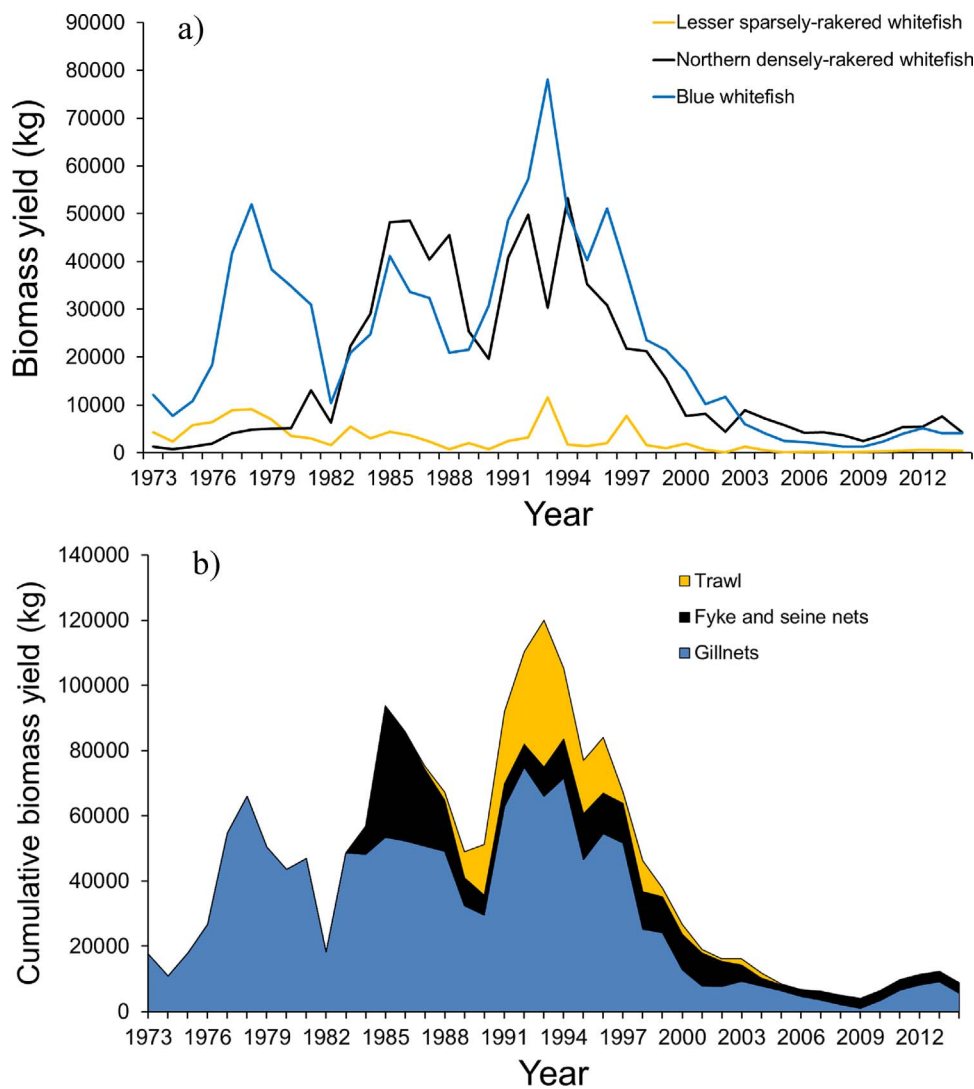 a)
Lesser sparsely-rakered whitefish
Northern densely-rakered whitefish
Blue whitefish
Biomass yield (kg)
90000
80000
70000
60000
50000
40000
30000
20000
10000
0
1973 1976 1979 1982 1985 1988 1991 1994 1997 2000 2003 2006 2009 2012
Year
b)
Trawl
Fyke and seine nets
Gillnets
Cumulative biomass yield (kg)
140000
120000
100000
80000
60000
40000
20000
0
1973 1976 1979 1982 1985 1988 1991 1994 1997 2000 2003 2006 2009 2012
Year